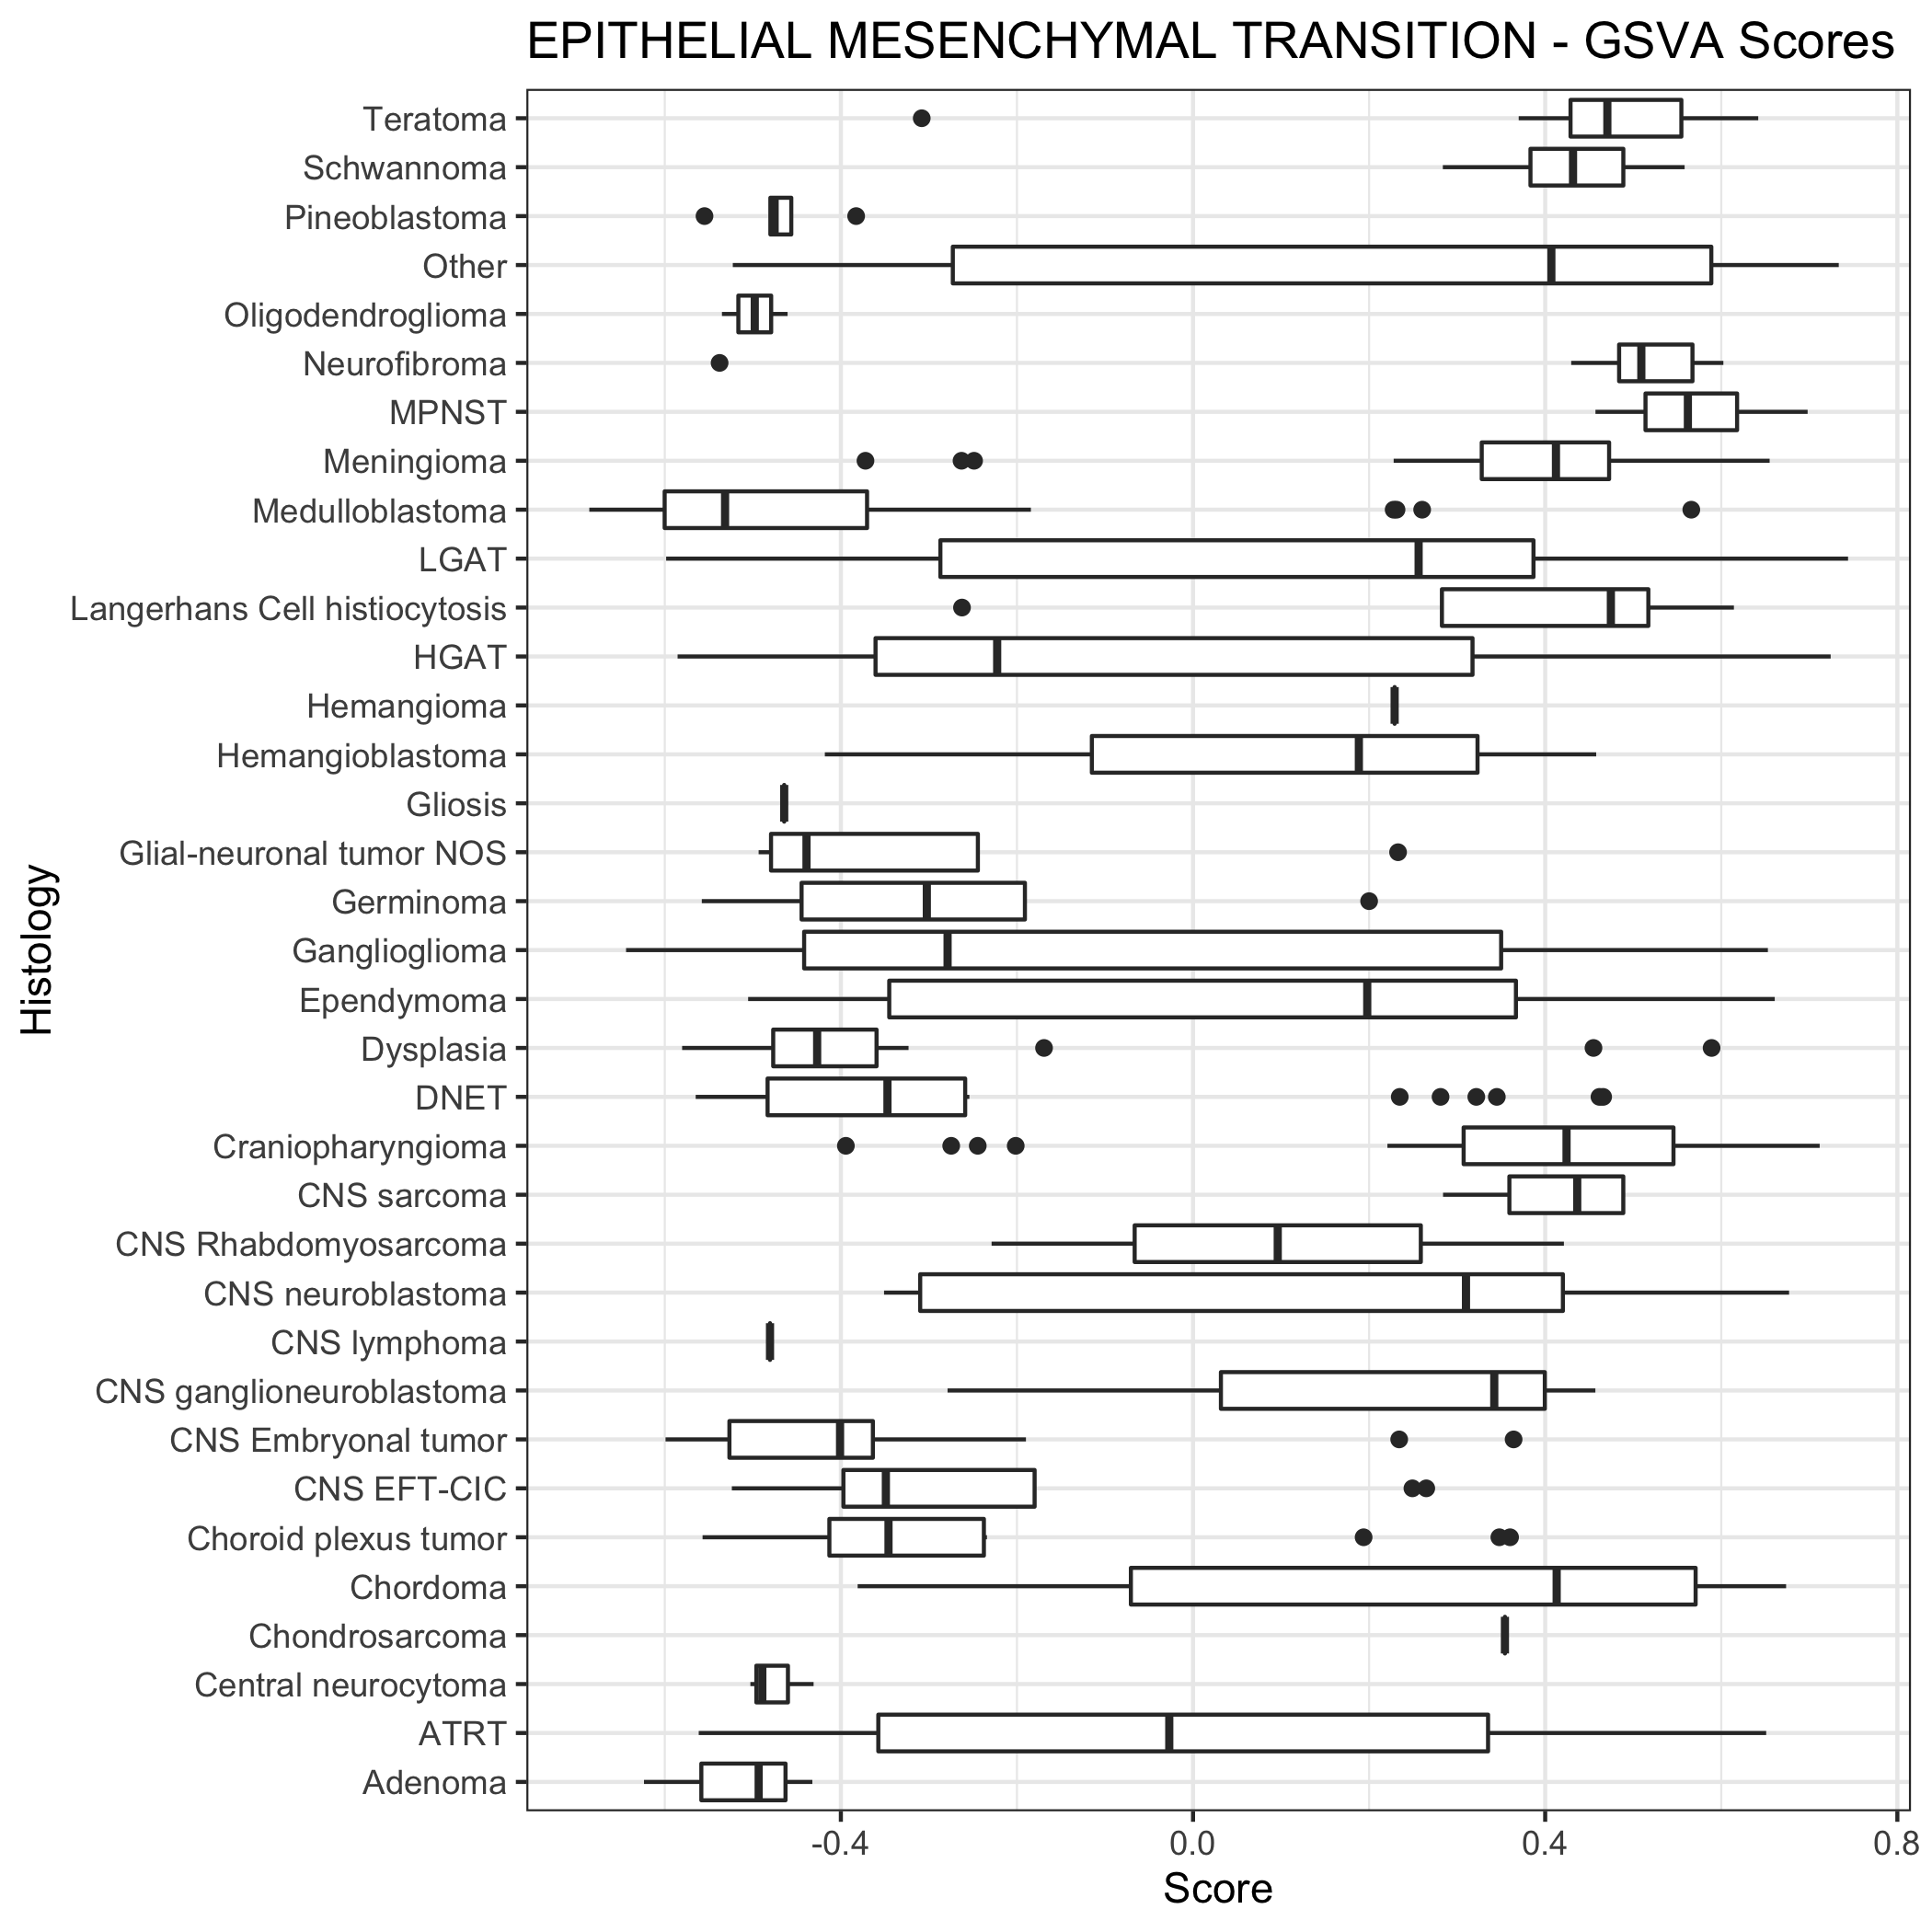 EPITHELIAL MESENCHYMAL TRANSITION - GSVA Scores
Teratoma
Schwannoma
Pineoblastoma
Other
Oligodendroglioma
Neurofibroma
MPNST
Meningioma
Medulloblastoma
LGAT
Langerhans Cell histiocytosis
HGAT
Hemangioma
Hemangioblastoma
Gliosis
Glial-neuronal tumor NOS
Germinoma
Ganglioglioma
Ependymoma
Dysplasia
DNET
Craniopharyngioma
CNS sarcoma
CNS Rhabdomyosarcoma
CNS neuroblastoma
CNS lymphoma
CNS ganglioneuroblastoma
CNS Embryonal tumor
CNS EFT-CIC
Choroid plexus tumor
Chordoma
Chondrosarcoma
Central neurocytoma
ATRT
Adenoma
Histology
-0.4 0.0 0.4 0.8
Score